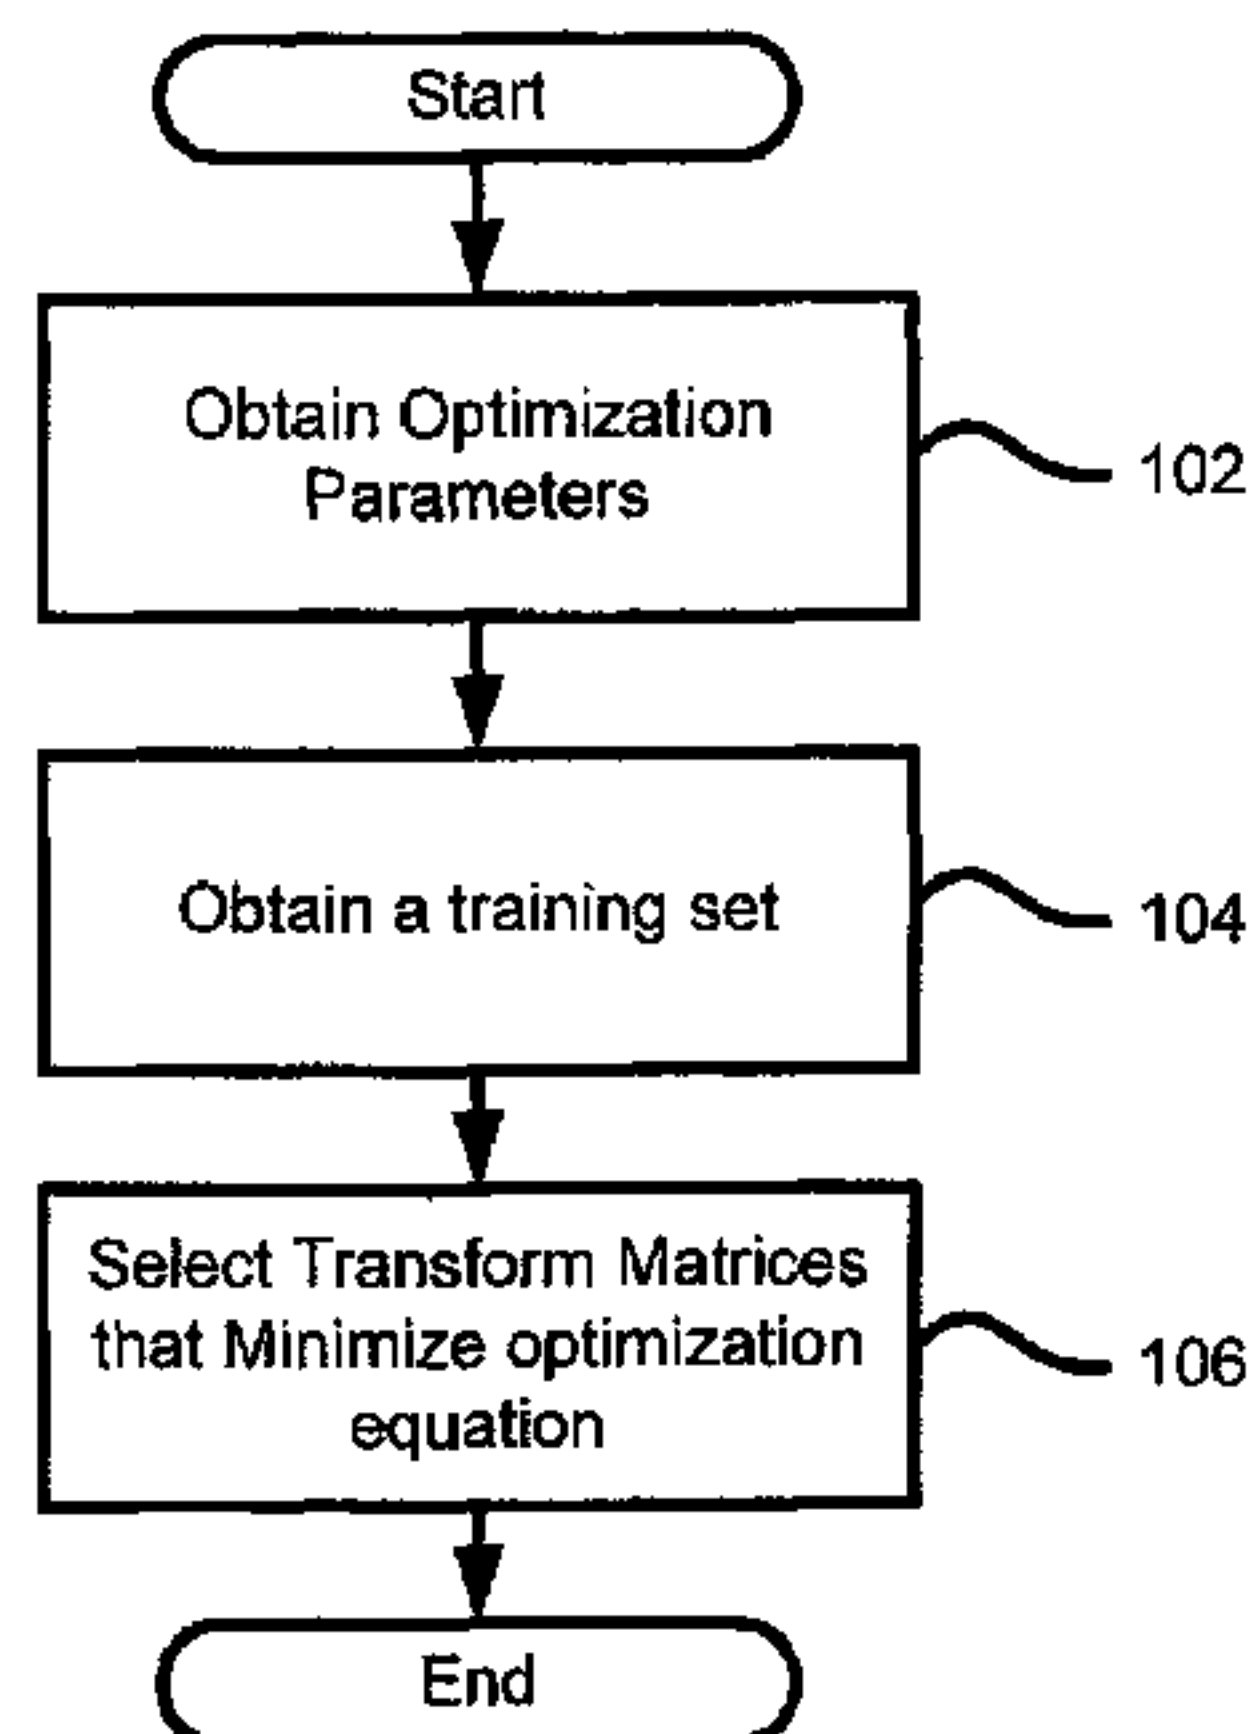 Start
Obtain Optimization
Parameters
102
Obtain a training set
104
Select Transform Matrices
that Minimize optimization
equation
106
End